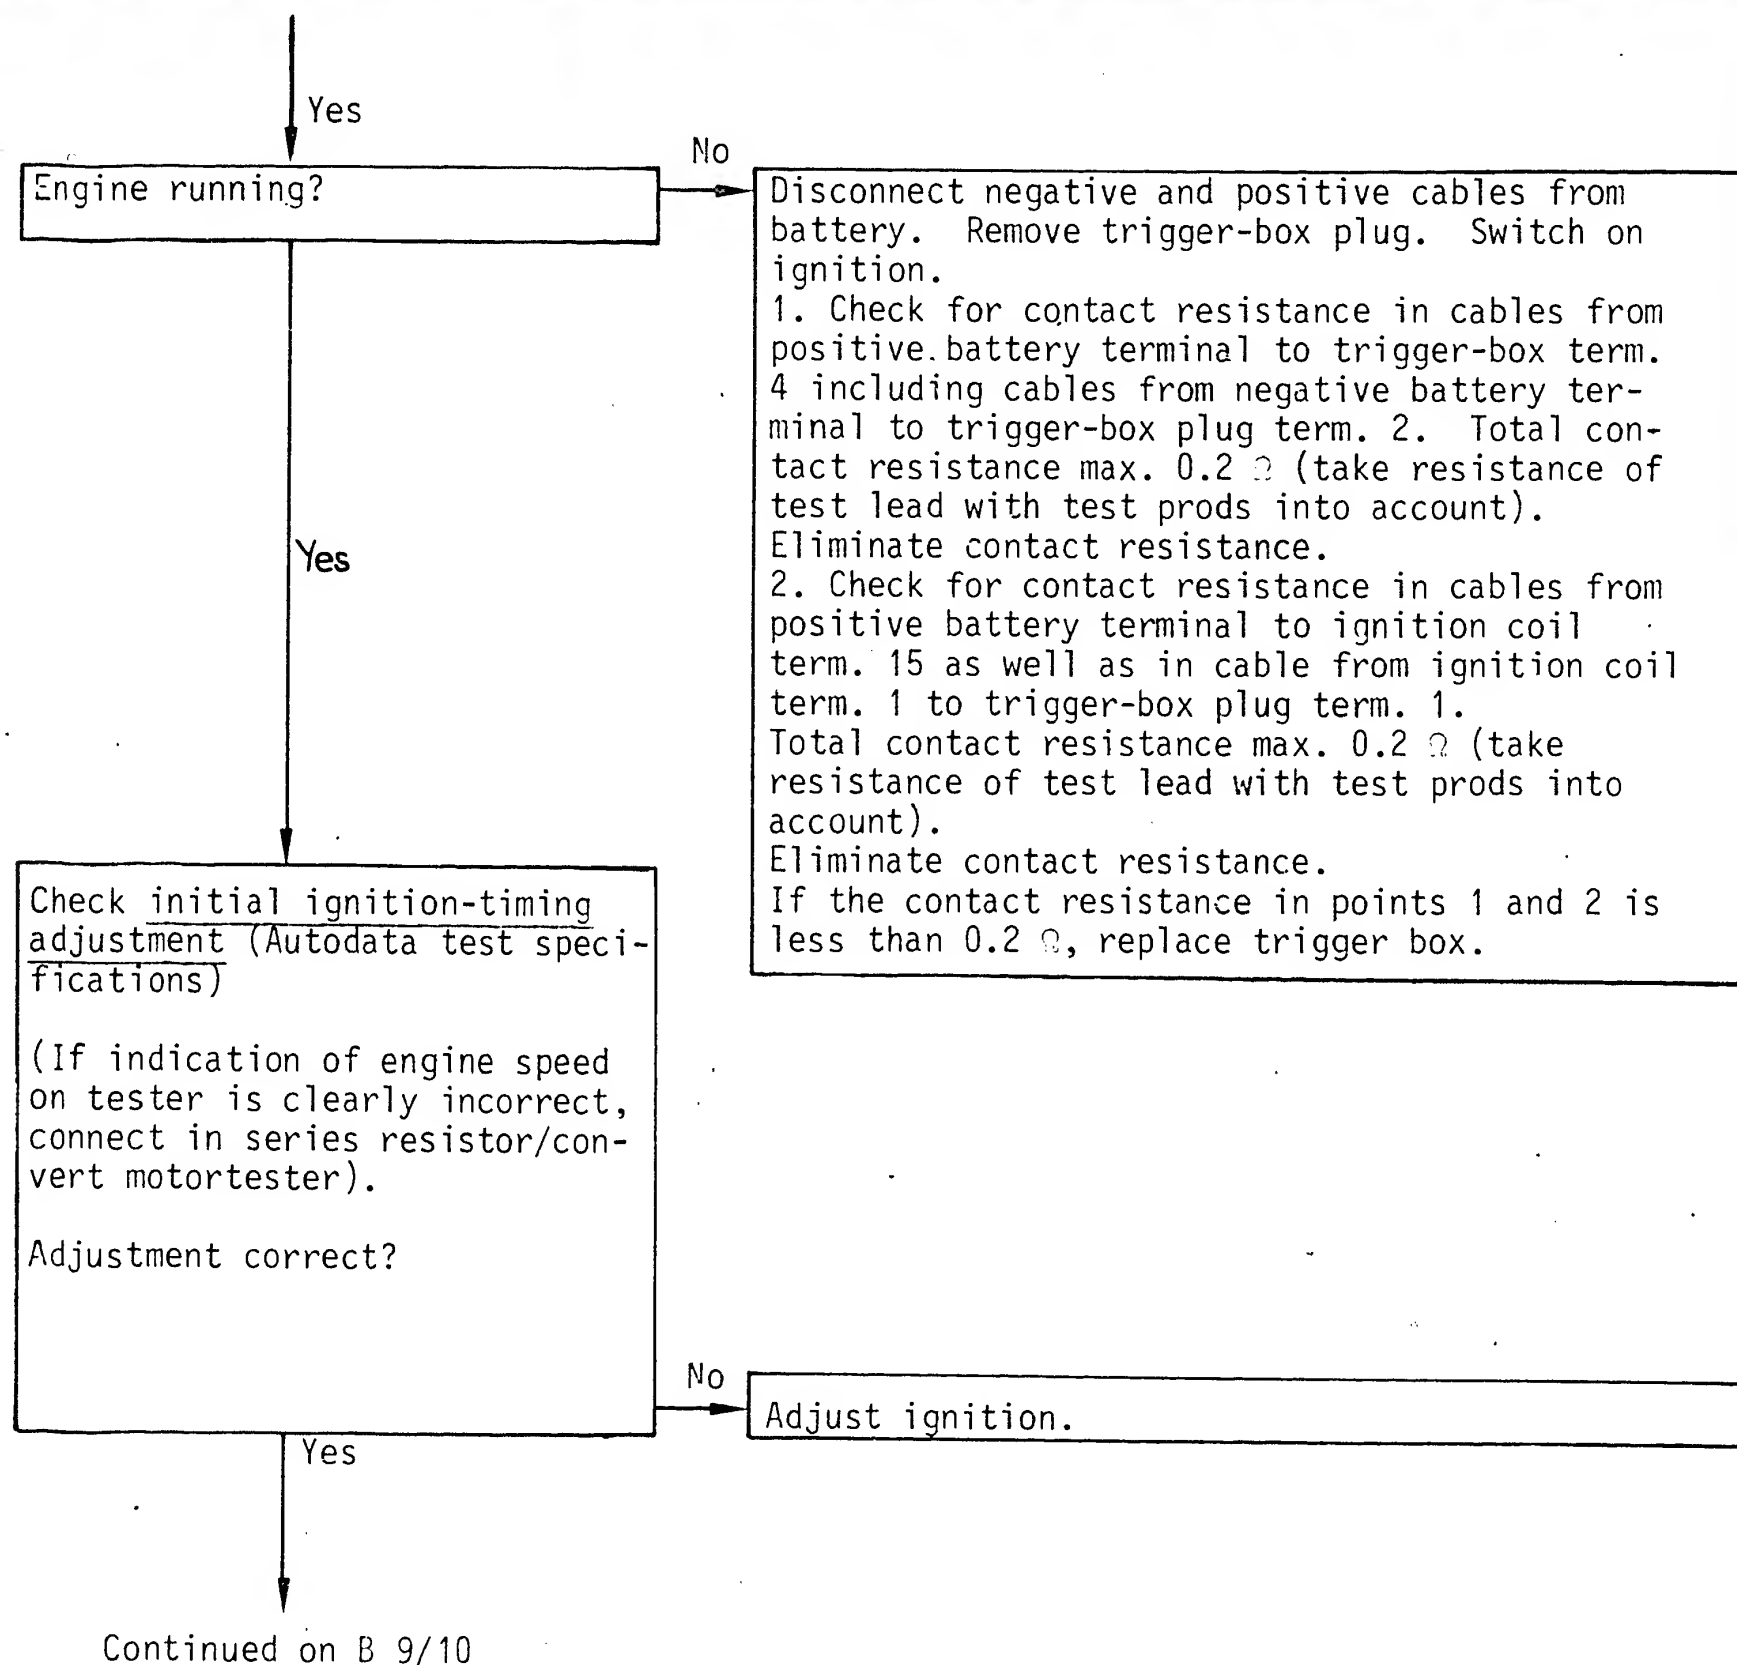 Yes
Engine running?
No
Disconnect negative and positive cables from
battery. Remove trigger-box plug. Switch on
ignition.
1. Check for contact resistance in cables from
positive battery terminal to trigger-box term.
4 including cables from negative battery ter-
minal to trigger-box plug term. 2. Total con-
tact resistance max. 0.2 Ω (take resistance of
test lead with test prods into account).
Eliminate contact resistance.
2. Check for contact resistance in cables from
positive battery terminal to ignition coil
term. 15 as well as in cable from ignition coil
term. 1 to trigger-box plug term. 1.
Total contact resistance max. 0.2 Ω (take
resistance of test lead with test prods into
account).
Eliminate contact resistance.
If the contact resistance in points 1 and 2 is
less than 0.2 Ω, replace trigger box.
Yes
Check initial ignition-timing
adjustment (Autodata test speci-
fications)
(If indication of engine speed
on tester is clearly incorrect,
connect in series resistor/con-
vert motortester).
Adjustment correct?
No
Adjust ignition.
Yes
Continued on B 9/10